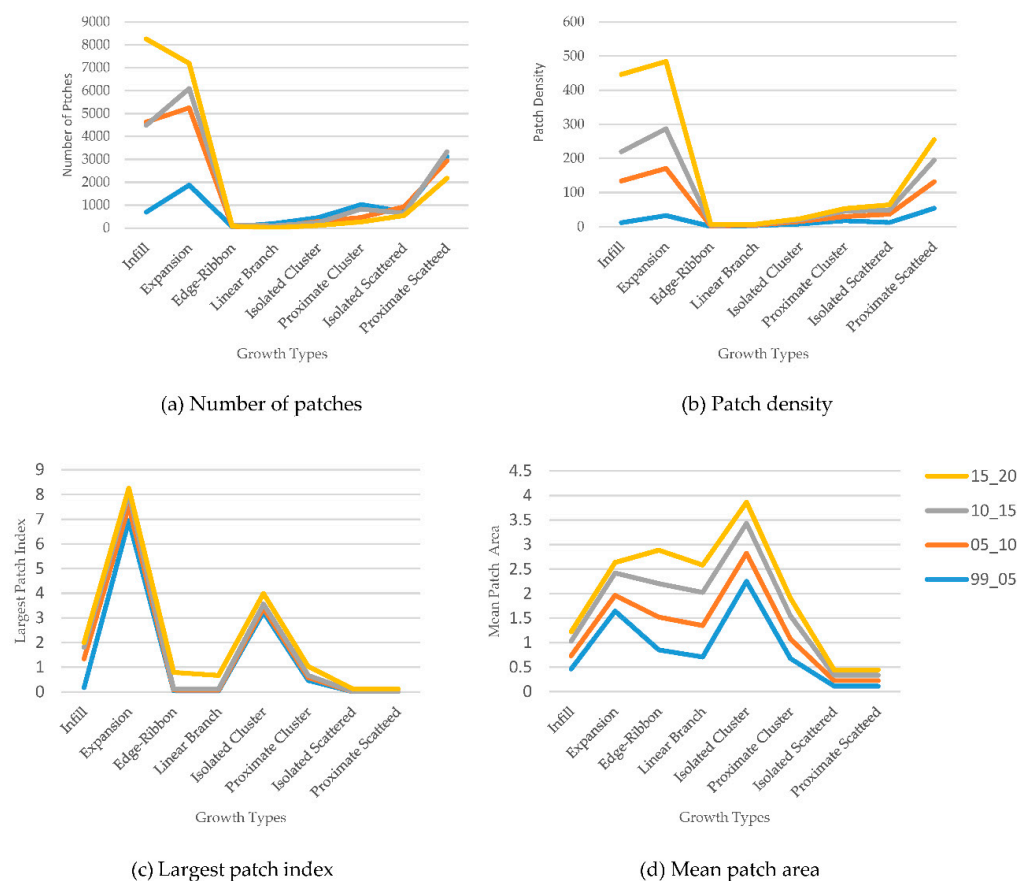 9000
8000
7000
6000
5000
4000
3000
2000
1000
0
Number of Ptches
Infill
Expansion
Edge-Ribbon
Linear Branch
Isolated Cluster
Proximate Cluster
Isolated Scattered
Proximate Scatteed
Growth Types
(a) Number of patches
600
500
400
300
200
100
0
Patch Density
Infill
Expansion
Edge-Ribbon
Linear Branch
Isolated Cluster
Proximate Cluster
Isolated Scattered
Proximate Scatteed
Growth Types
(b) Patch density
9
8
7
6
5
4
3
2
1
0
Largest Patch Index
Infill
Expansion
Edge-Ribbon
Linear Branch
Isolated Cluster
Proximate Cluster
Isolated Scattered
Proximate Scatteed
Growth Types
(c) Largest patch index
4.5
4
3.5
3
2.5
2
1.5
1
0.5
0
Mean Patch Area
Infill
Expansion
Edge-Ribbon
Linear Branch
Isolated Cluster
Proximate Cluster
Isolated Scattered
Proximate Scatteed
Growth Types
(d) Mean patch area
15_20
10_15
05_10
99_05